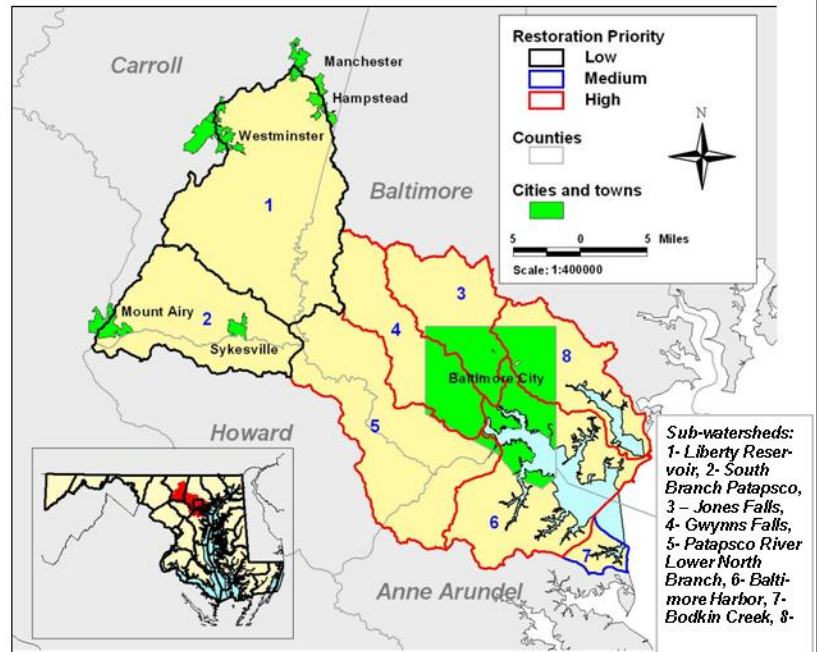 Carroll
Manchester
Hampstead
Westminster
Baltimore
1
Mount Airy
2
Sykesville
3
4
8
Baltimore City
Howard
5
6
7
Anne Arundel
Restoration Priority
Low
Medium
High
Counties
Cities and towns
N
5 0 5 Miles
Scale: 1:400000
Sub-watersheds:
1- Liberty Reser-
voir, 2- South
Branch Patapsco,
3 – Jones Falls,
4- Gwynns Falls,
5- Patapsco River
Lower North
Branch, 6- Balti-
more Harbor, 7-
Bodkin Creek, 8-